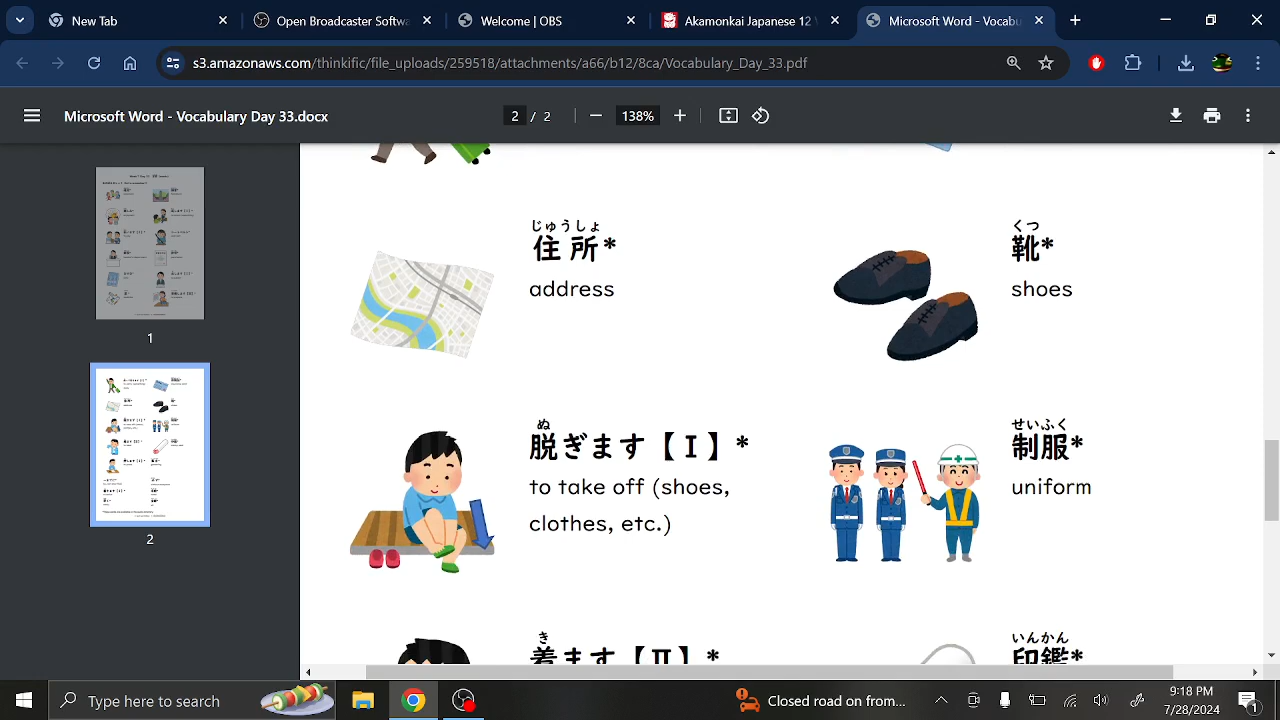 New Tab
Open Broadcaster Softwa
Welcome | OBS
Akamonkai Japanese 12 V
Microsoft Word - Vocabu
s3.amazonaws.com/thinkific/file_uploads/259518/attachments/a66/b12/8ca/Vocabulary_Day_33.pdf
Microsoft Word - Vocabulary Day 33.docx
2 / 2
138%
1
2
じゅうしょ
住所*
address
くつ
靴*
shoes
ぬ
脱ぎます【Ⅰ】*
to take off (shoes,
clothes, etc.)
せいふく
制服*
uniform
き
着ます【Ⅱ】*
いんかん
印鑑*
Type here to search
Closed road on from...
9:18 PM
7/28/2024
1